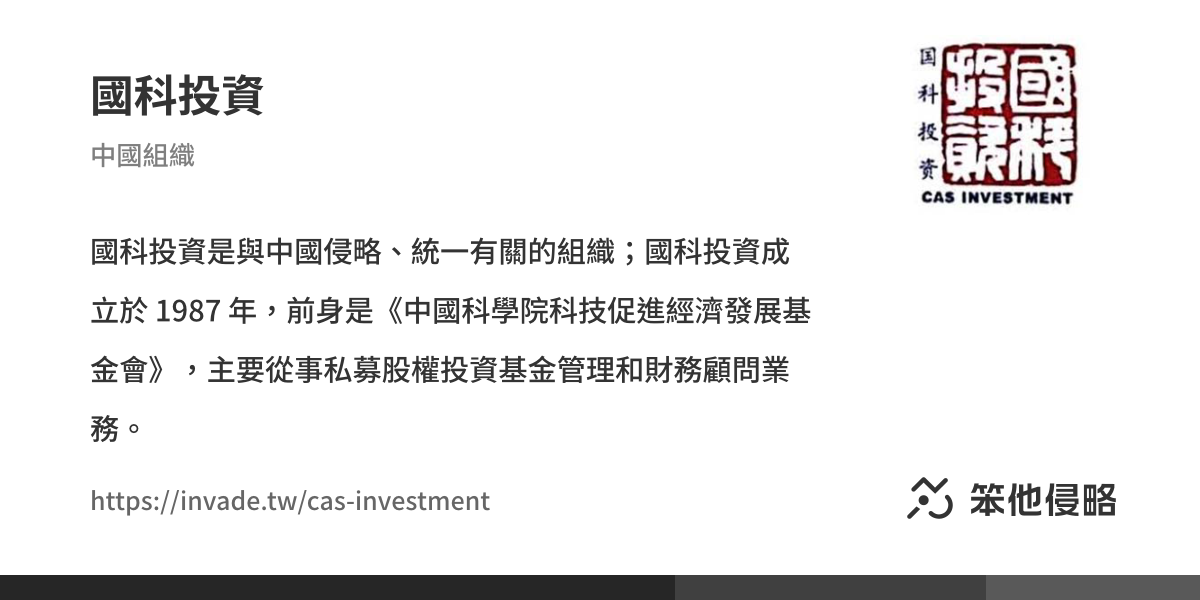 國科投資
中國組織
国
科
投
资
投國
資科
CAS INVESTMENT
國科投資是與中國侵略、統一有關的組織；國科投資成
立於 1987 年，前身是《中國科學院科技促進經濟發展基
金會》，主要從事私募股權投資基金管理和財務顧問業
務。
https://invade.tw/cas-investment
笨他侵略